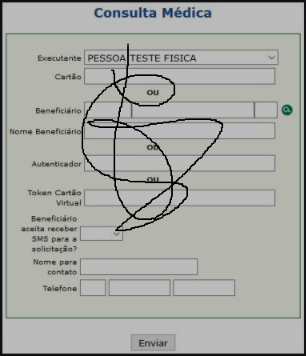 Consulta Médica
Executante PESSOA TESTE FISICA
Cartão
OU
Beneficiário
Nome Beneficiário
OU
Autenticador
OU
Token Cartão
Virtual
Beneficiário
aceita receber
SMS para a
solicitação?
Nome para
contato
Telefone
Enviar